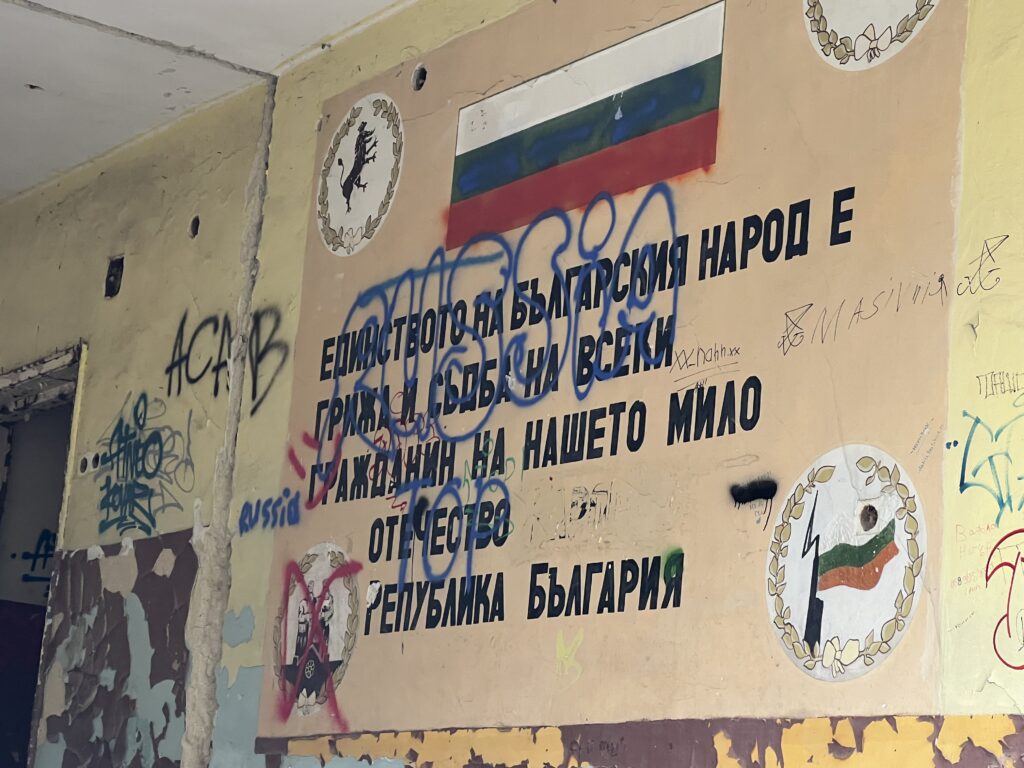 ЕДИНСТВОТО НА БЪЛГАРСКИЯ НАРОД Е
ГРИЖА И СЪДБА НА ВСЕКИ
ГРАЖДАНИН НА НАШЕТО МИЛО
ОТЕЧЕСТВО
РЕПУБЛИКА БЪЛГАРИЯ
ACAB
RUSSIA
TOP
RUSSIA
MASIVNIA